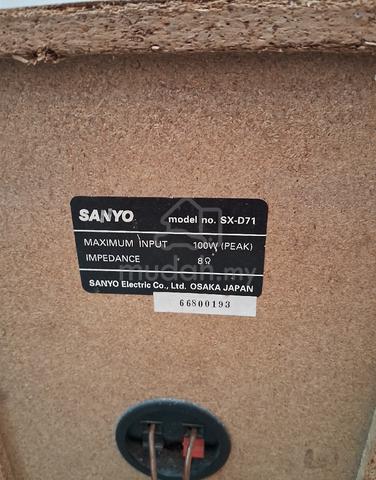 SANYO model no. SX-D71
MAXIMUM INPUT 100W (PEAK)
IMPEDANCE 8Ω
mudah.my
SANYO Electric Co., Ltd. OSAKA JAPAN
66800193